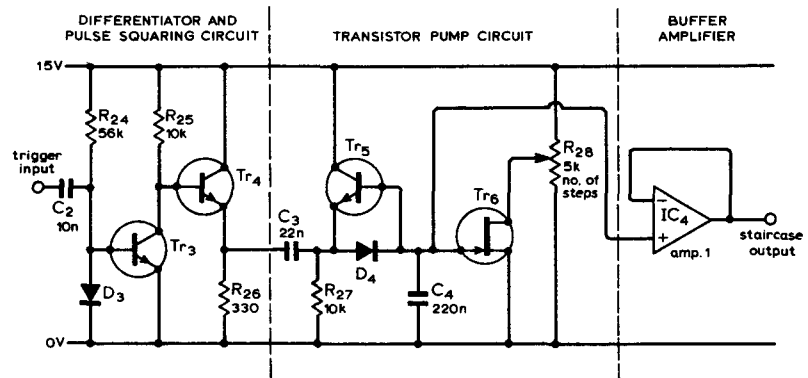 DIFFERENTIATOR AND
PULSE SQUARING CIRCUIT
TRANSISTOR PUMP CIRCUIT
BUFFER
AMPLIFIER
15V
R24
56k
R25
10k
trigger
input
C2
10n
Tr3
Tr4
D3
R26
330
C3
22n
Tr5
R27
10k
D4
C4
220n
Tr6
R28
5k
no. of
steps
IC4
−
+
amp. 1
staircase
output
0V